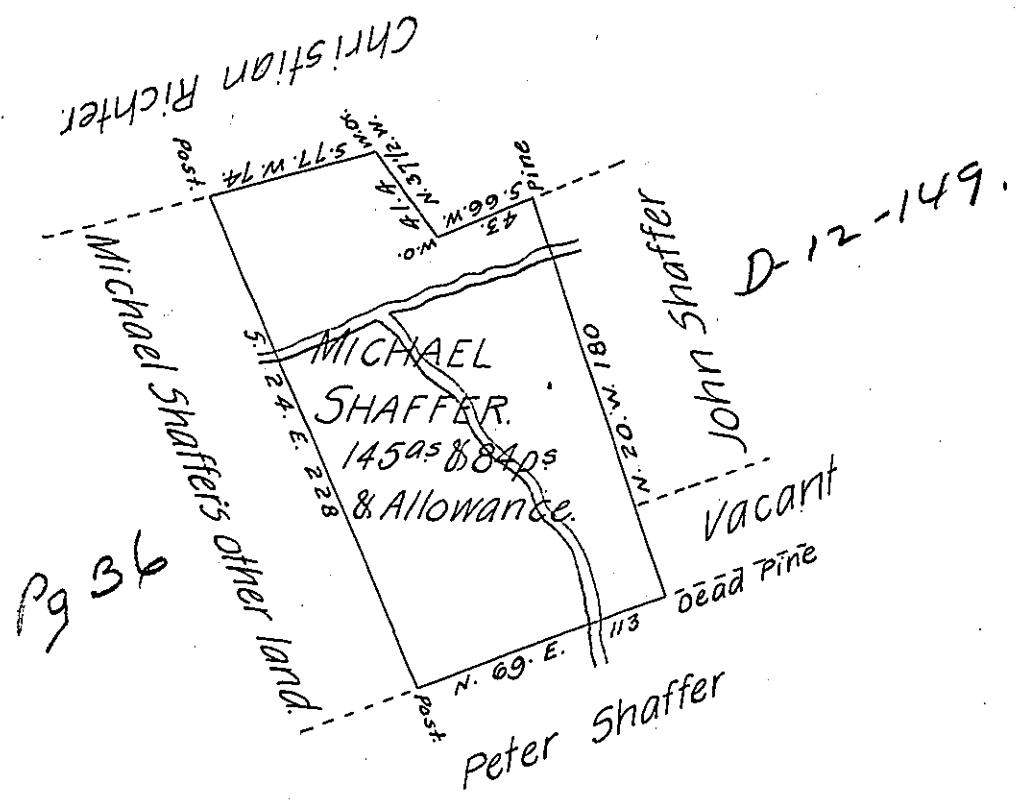 Christian Richter.
Post.
S. 77. W. 74.
W.O.
N. 37 1/2. W.
41.4
W.O.
S. 66. W.
43.
Pine
John Shaffer
D-12-149.
Michael Shaffer's other land.
S. 24. E. 228
MICHAEL
SHAFFER.
145as & 84ps
& Allowance.
N. 20. W. 180
Vacant
Dead Pine
Pg 36
N. 69. E. 113
Post.
Peter Shaffer